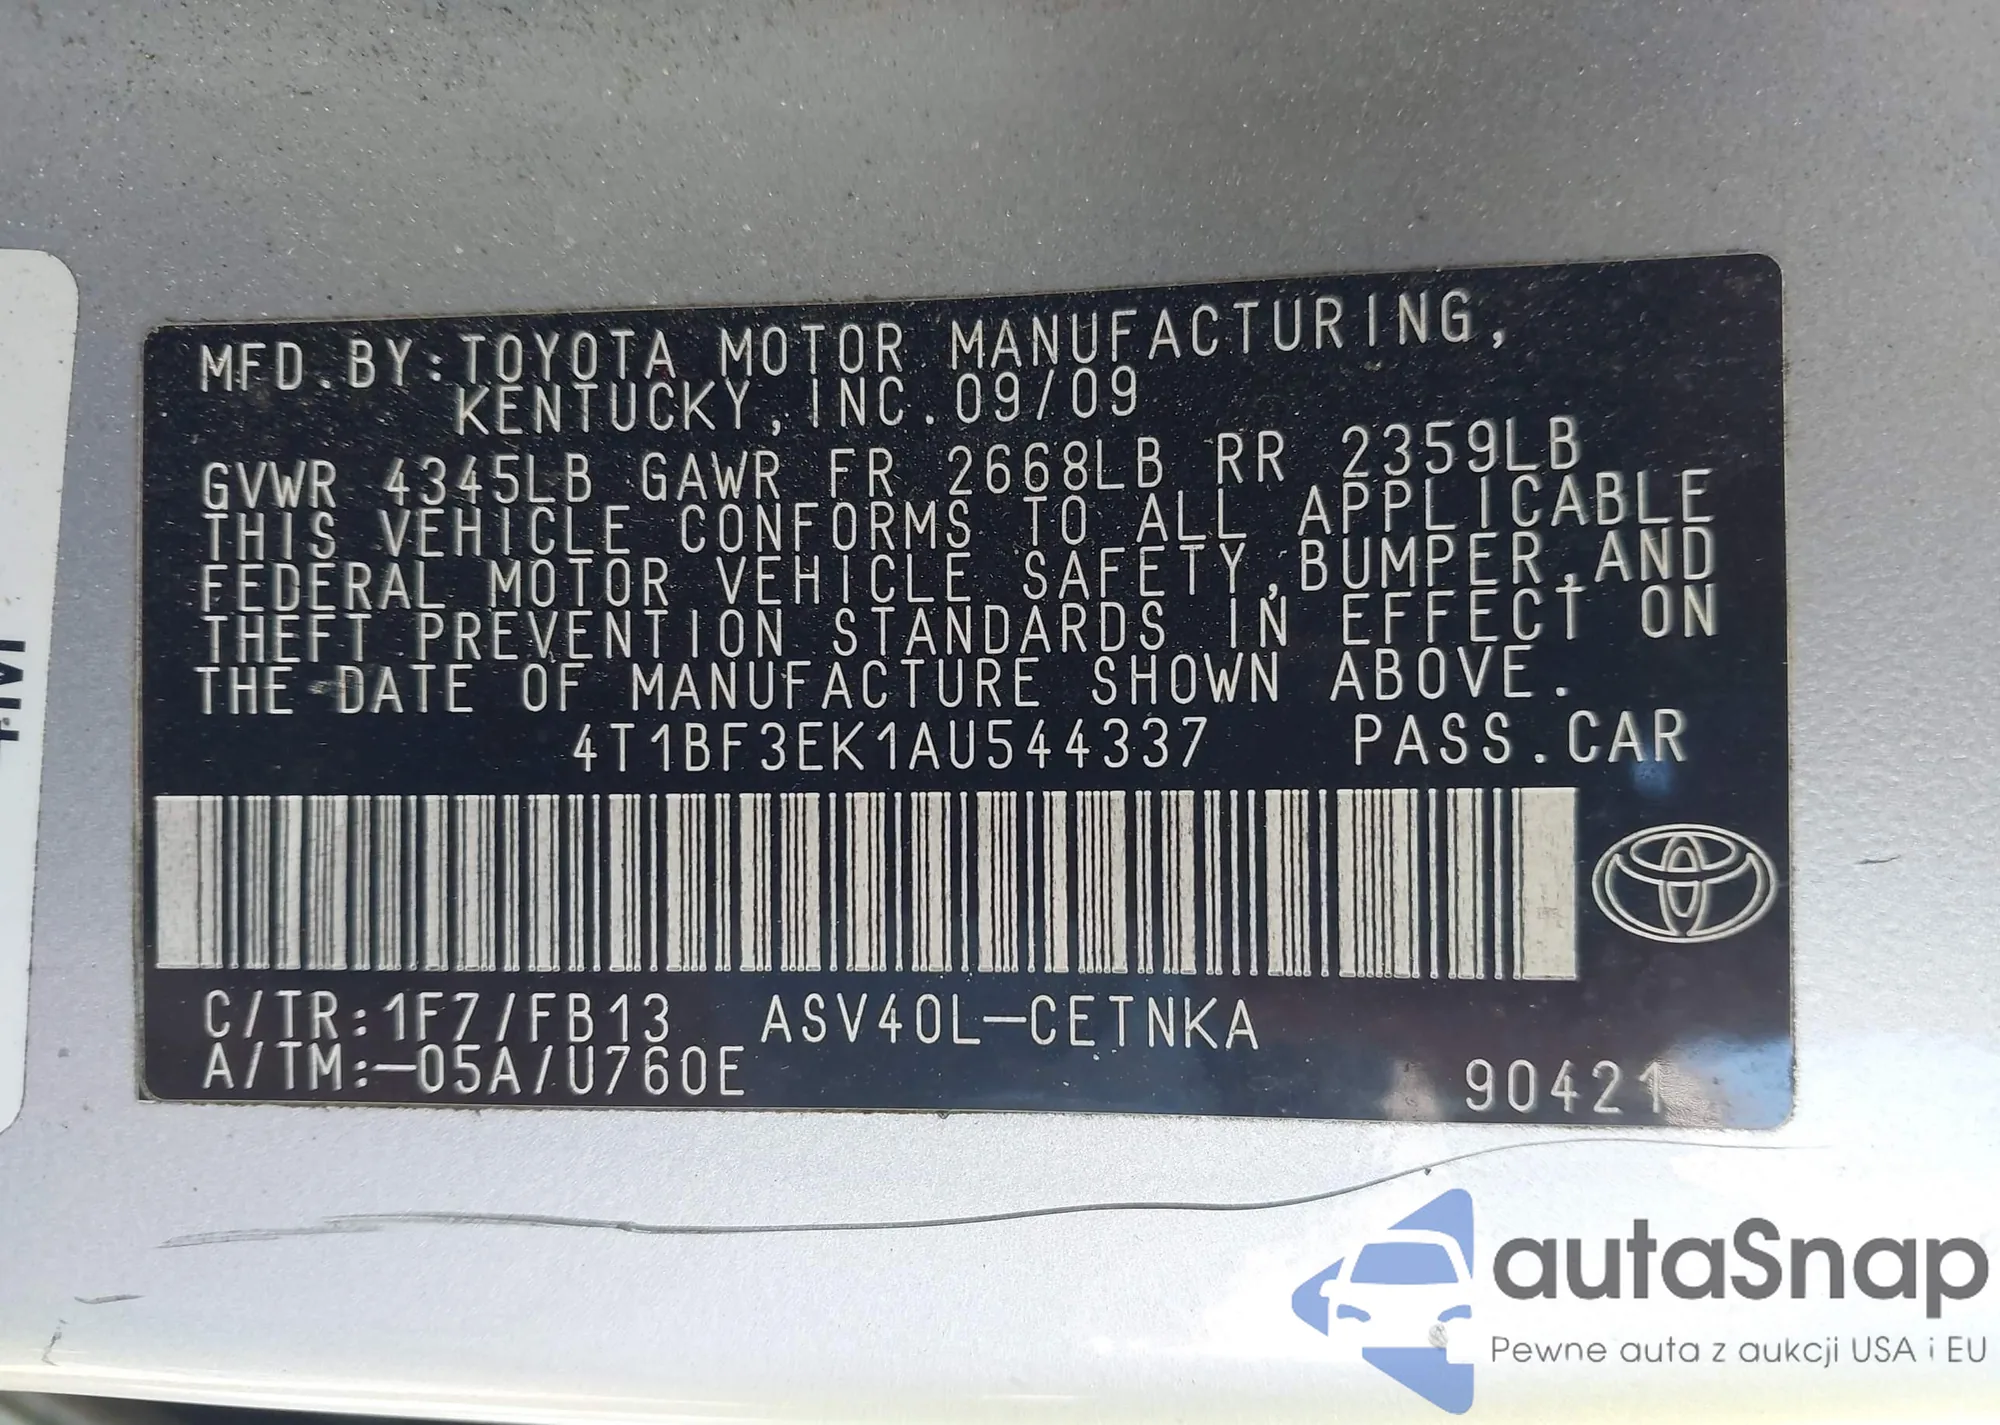 MFD.BY:TOYOTA MOTOR MANUFACTURING,
KENTUCKY,INC.09/09
GVWR 4345LB GAWR FR 2668LB RR 2359LB
THIS VEHICLE CONFORMS TO ALL APPLICABLE
FEDERAL MOTOR VEHICLE SAFETY,BUMPER,AND
THEFT PREVENTION STANDARDS IN EFFECT ON
THE DATE OF MANUFACTURE SHOWN ABOVE.
4T1BF3EK1AU544337 PASS.CAR
C/TR:1F7/FB13 ASV40L-CETNKA
A/TM:-05A/U760E
90421
autaSnap
Pewne auta z aukcji USA i EU